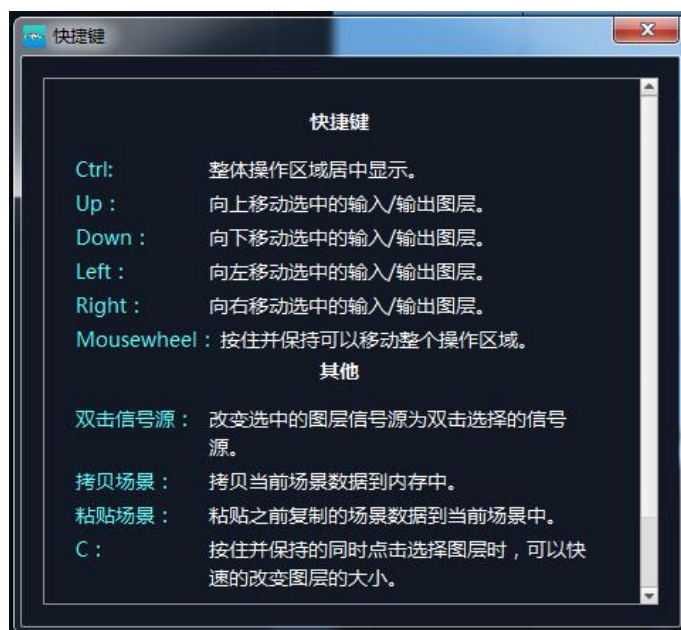 快捷键
快捷键
Ctrl: 整体操作区域居中显示。
Up： 向上移动选中的输入/输出图层。
Down： 向下移动选中的输入/输出图层。
Left： 向左移动选中的输入/输出图层。
Right： 向右移动选中的输入/输出图层。
Mousewheel：按住并保持可以移动整个操作区域。
其他
双击信号源： 改变选中的图层信号源为双击选择的信号
源。
拷贝场景： 拷贝当前场景数据到内存中。
粘贴场景： 粘贴之前复制的场景数据到当前场景中。
C： 按住并保持的同时点击选择图层时，可以快
速的改变图层的大小。